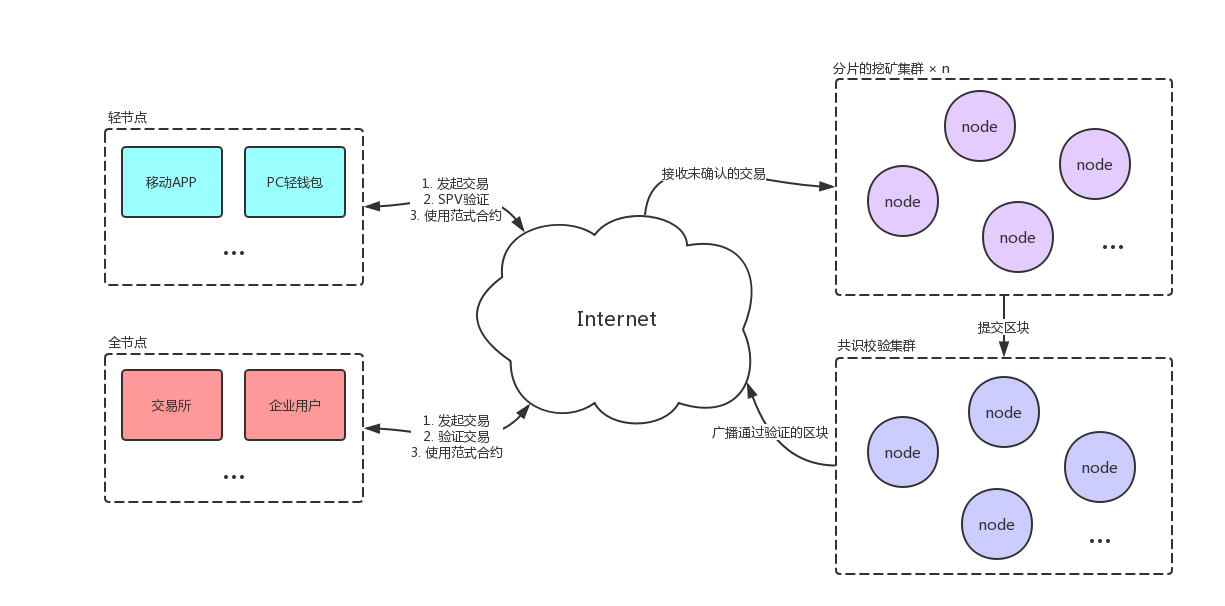 轻节点
移动APP
PC轻钱包
...
1. 发起交易
2. SPV验证
3. 使用范式合约
全节点
交易所
企业用户
...
1. 发起交易
2. 验证交易
3. 使用范式合约
Internet
接收未确认的交易
分片的挖矿集群 × n
node
node
node
node
...
提交区块
共识校验集群
node
node
node
node
...
广播通过验证的区块